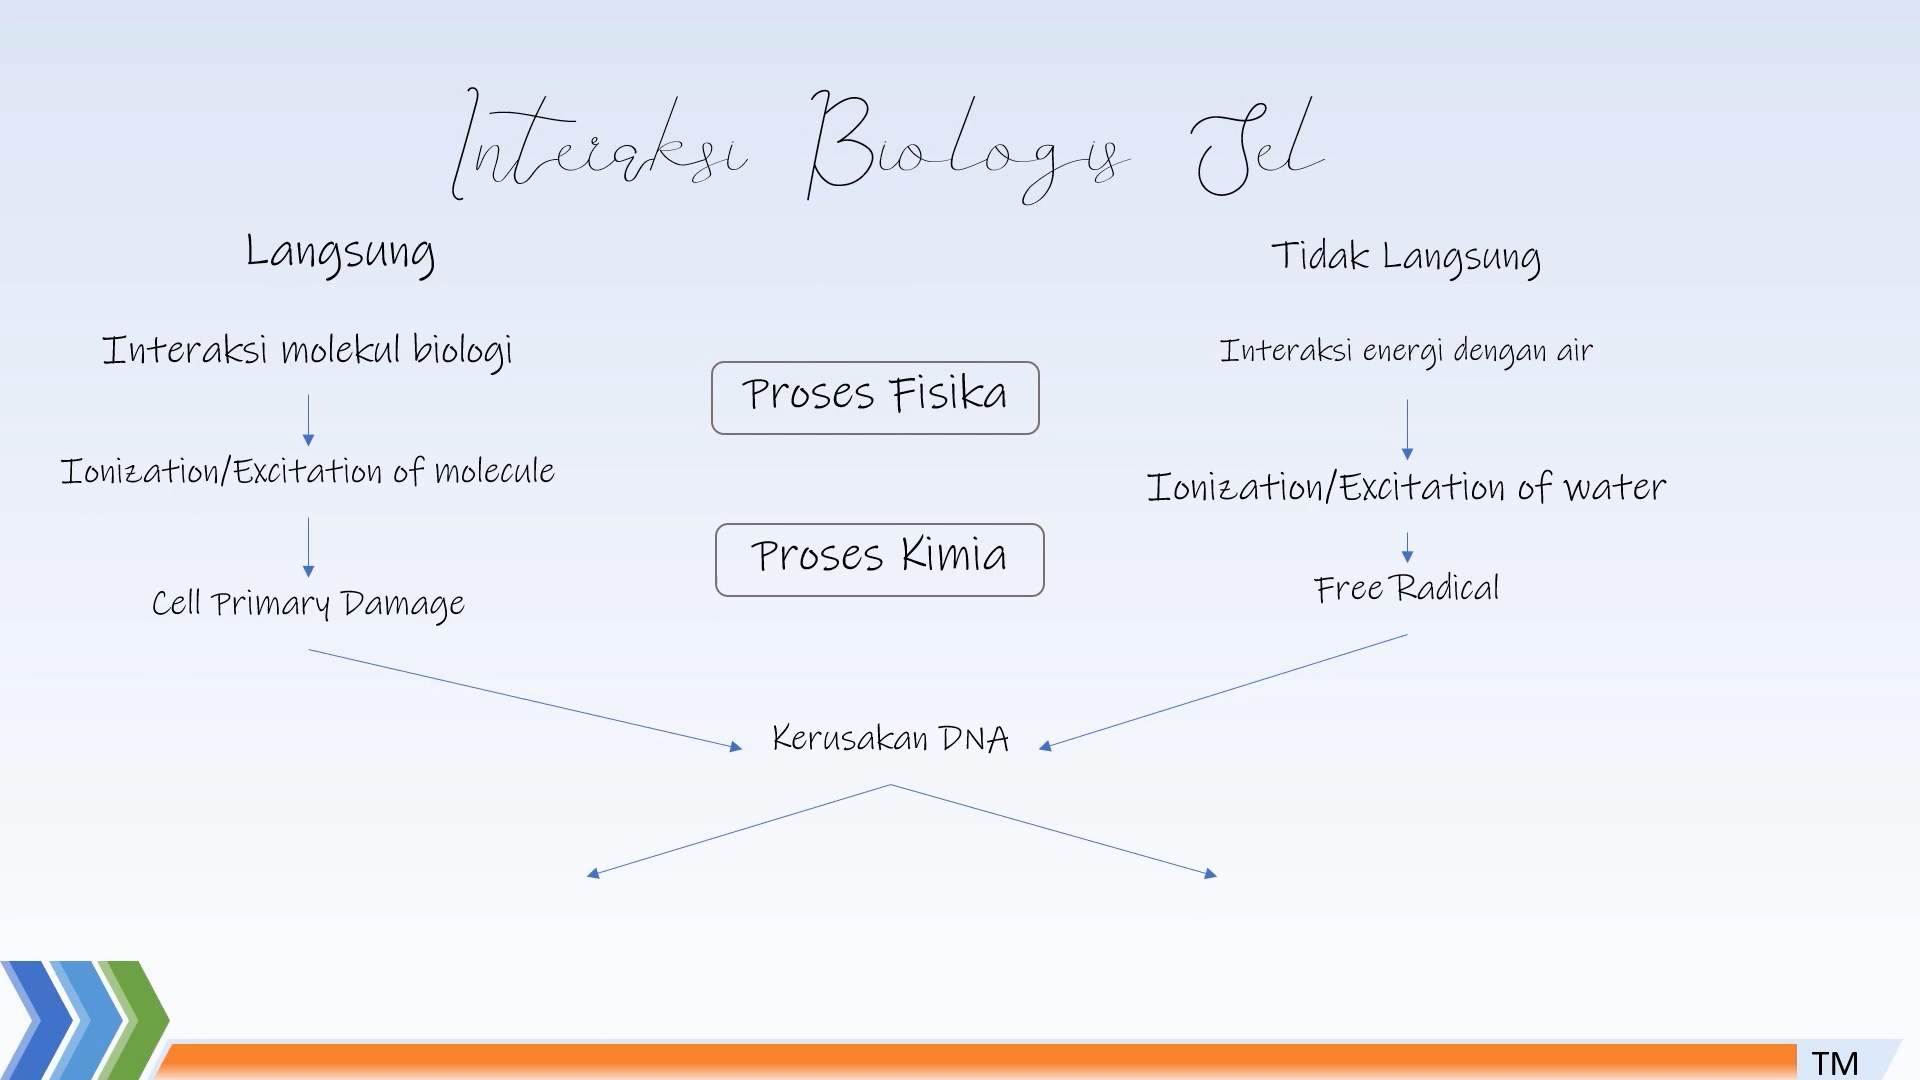 Interaksi Biologis Sel
Langsung
Tidak Langsung
Interaksi molekul biologi
Interaksi energi dengan air
Proses Fisika
Ionization/Excitation of molecule
Ionization/Excitation of water
Proses Kimia
Cell Primary Damage
Free Radical
Kerusakan DNA
TM